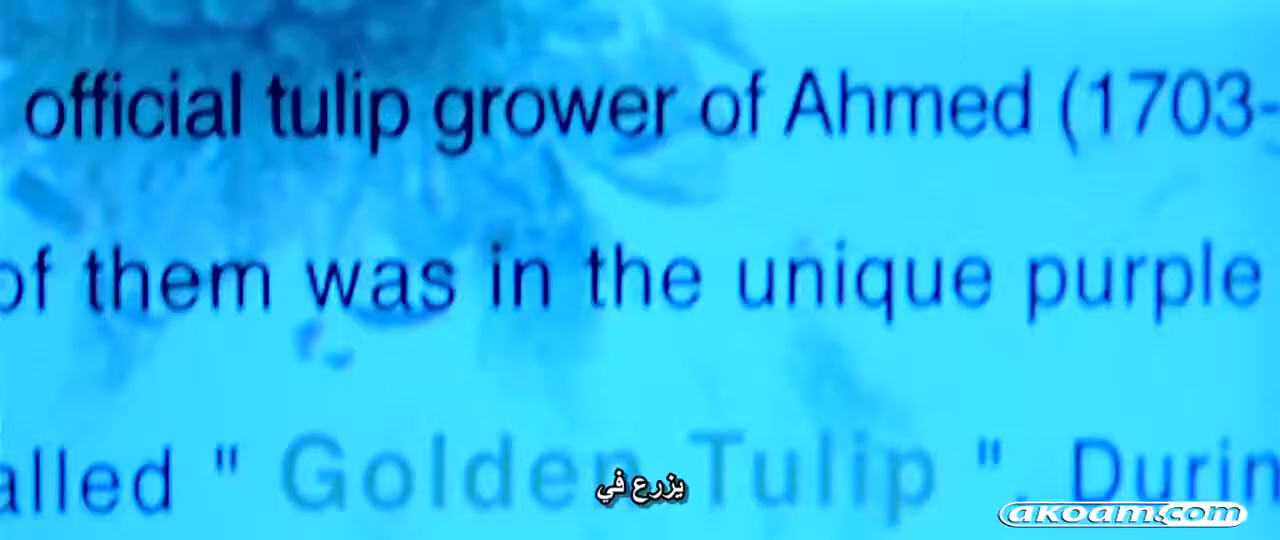 official tulip grower of Ahmed (1703-
of them was in the unique purple
alled " Golden Tulip ". Durin
يزرع في
akoam.com